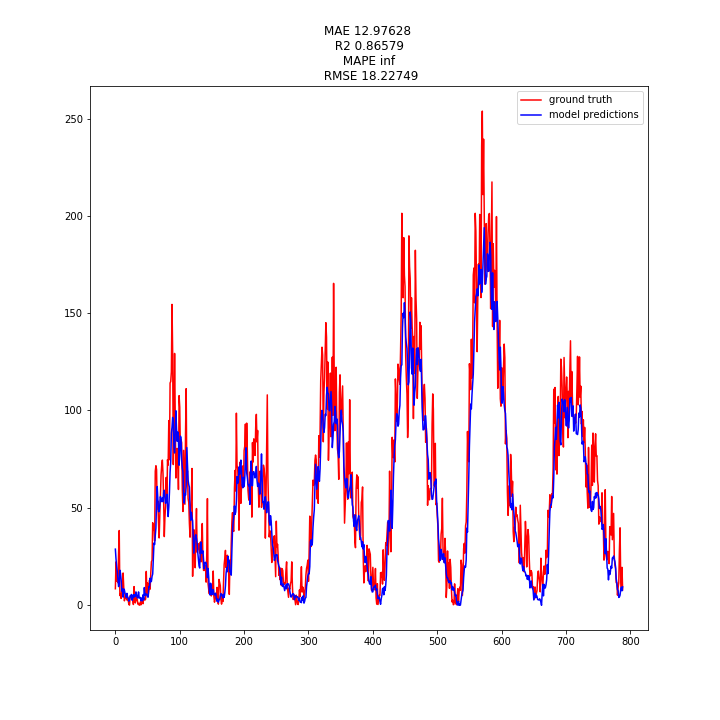 MAE 12.97628
R2 0.86579
MAPE inf
RMSE 18.22749
ground truth
model predictions
250
200
150
100
50
0
0 100 200 300 400 500 600 700 800